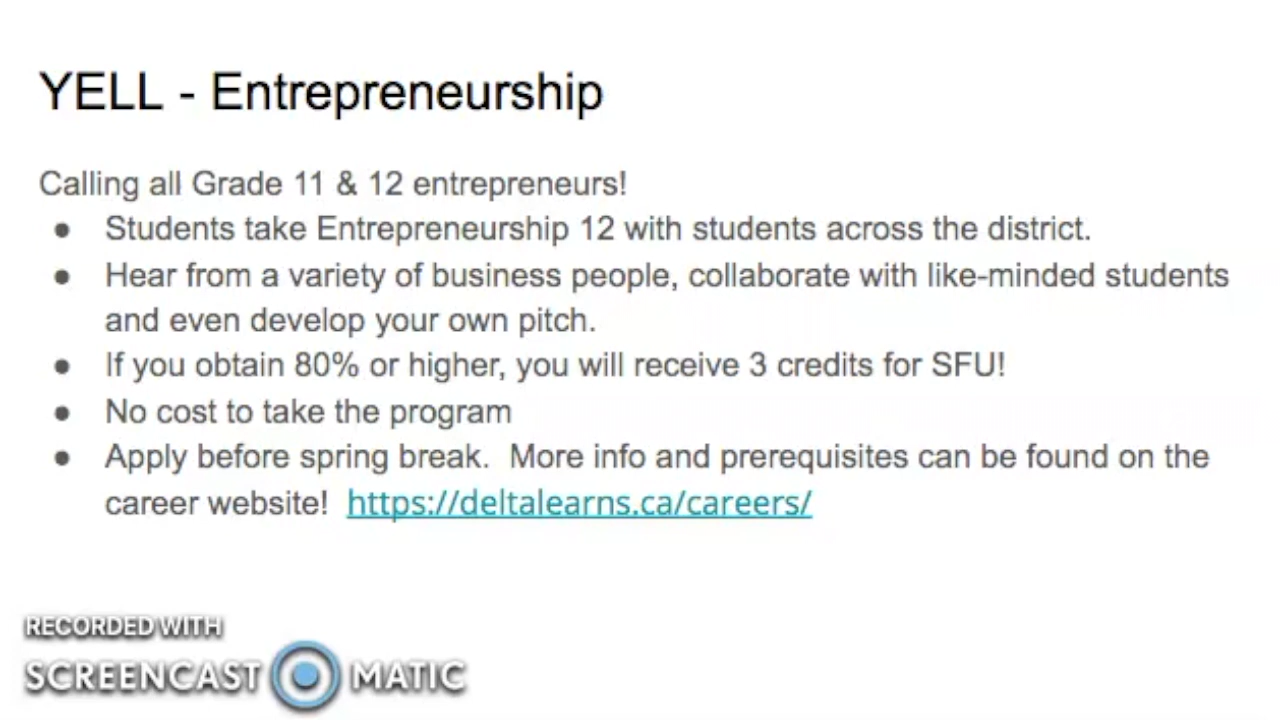 YELL - Entrepreneurship
Calling all Grade 11 & 12 entrepreneurs!
● Students take Entrepreneurship 12 with students across the district.
● Hear from a variety of business people, collaborate with like-minded students
and even develop your own pitch.
● If you obtain 80% or higher, you will receive 3 credits for SFU!
● No cost to take the program
● Apply before spring break.  More info and prerequisites can be found on the
career website!  https://deltalearns.ca/careers/
RECORDED WITH
SCREENCAST MATIC